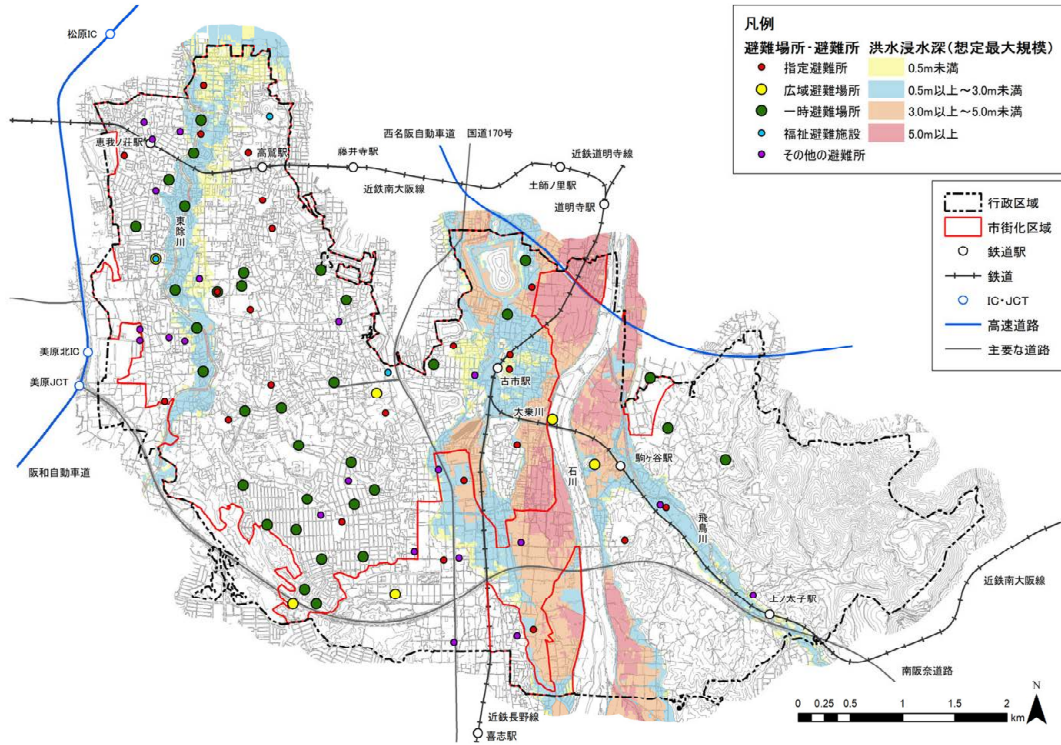 凡例
避難場所・避難所 洪水浸水深(想定最大規模)
指定避難所 0.5m未満
広域避難場所 0.5m以上～3.0m未満
一時避難場所 3.0m以上～5.0m未満
福祉避難施設 5.0m以上
その他の避難所
行政区域
市街化区域
鉄道駅
鉄道
IC・JCT
高速道路
主要な道路
松原IC
恵我ノ荘駅
高鷲駅
藤井寺駅
西名阪自動車道
国道170号
近鉄道明寺線
近鉄南大阪線
土師ノ里駅
道明寺駅
東除川
美原北IC
美原JCT
阪和自動車道
古市駅
大乗川
石川
駒ヶ谷駅
飛鳥川
上ノ太子駅
近鉄南大阪線
南阪奈道路
近鉄長野線
喜志駅
0 0.25 0.5 1 1.5 2
km
N